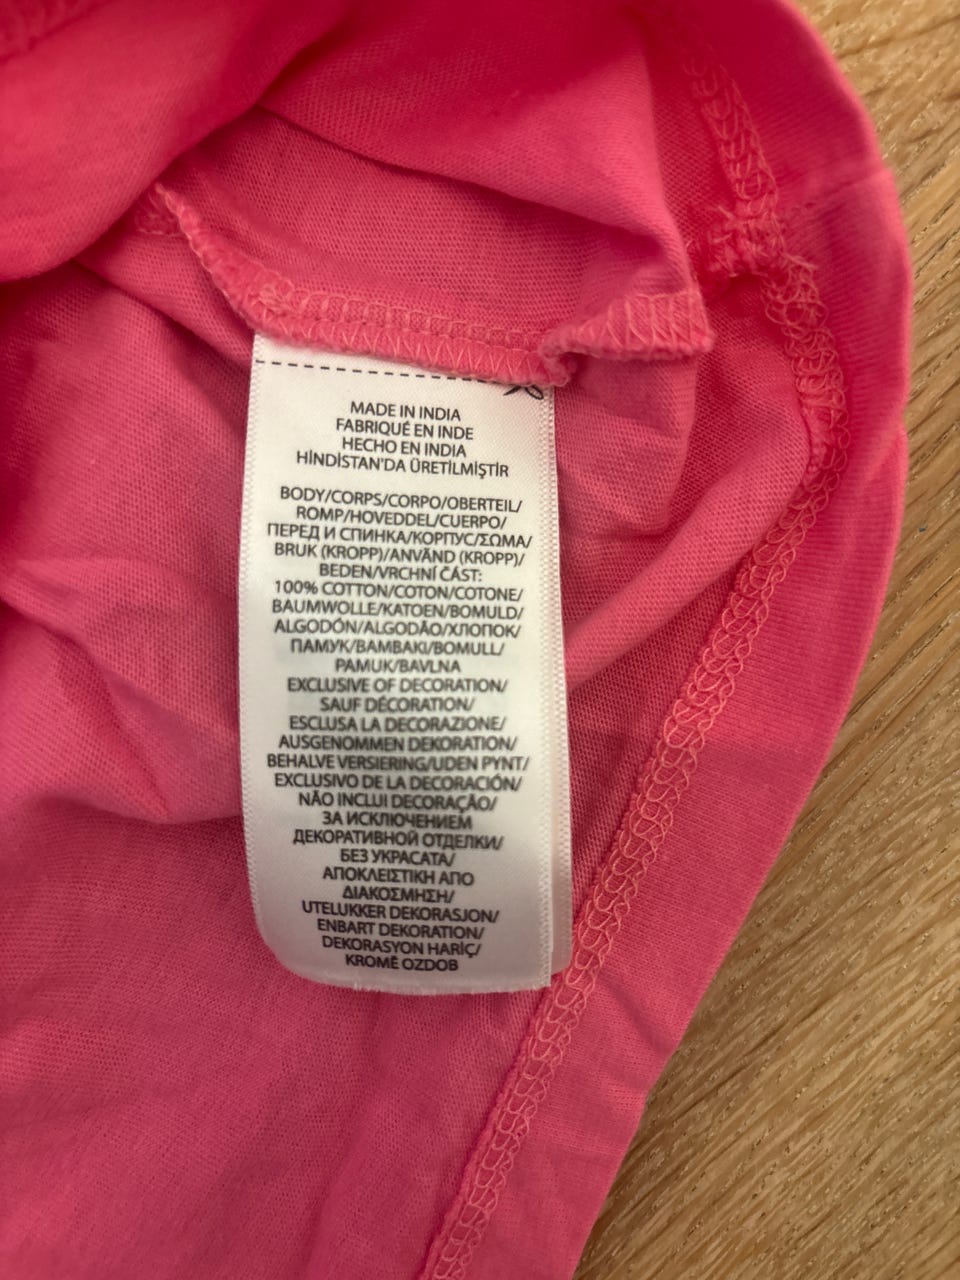 MADE IN INDIA
FABRIQUÉ EN INDE
HECHO EN INDIA
HİNDİSTAN'DA ÜRETİLMİŞTİR
BODY/CORPS/CORPO/OBERTEIL/
ROMP/HOVEDDEL/CUERPO/
ПЕРЕД И СПИНКА/КОРПУС/ΣΩΜΑ/
BRUK (KROPP)/ANVÄND (KROPP)/
BEDEN/VRCHNÍ ČÁST:
100% COTTON/COTON/COTONE/
BAUMWOLLE/KATOEN/BOMULD/
ALGODÓN/ALGODÃO/ХЛОПОК/
ПАМУК/ΒΑΜΒΑΚΙ/BOMULL/
PAMUK/BAVLNA
EXCLUSIVE OF DECORATION/
SAUF DÉCORATION/
ESCLUSA LA DECORAZIONE/
AUSGENOMMEN DEKORATION/
BEHALVE VERSIERING/UDEN PYNT/
EXCLUSIVO DE LA DECORACIÓN/
NÃO INCLUI DECORAÇÃO/
ЗА ИСКЛЮЧЕНИЕМ
ДЕКОРАТИВНОЙ ОТДЕЛКИ/
БЕЗ УКРАСАТА/
ΑΠΟΚΛΕΙΣΤΙΚΗ ΑΠΟ
ΔΙΑΚΟΣΜΗΣΗ/
UTELUKKER DEKORASJON/
ENBART DEKORATION/
DEKORASYON HARİÇ/
KROMĚ OZDOB